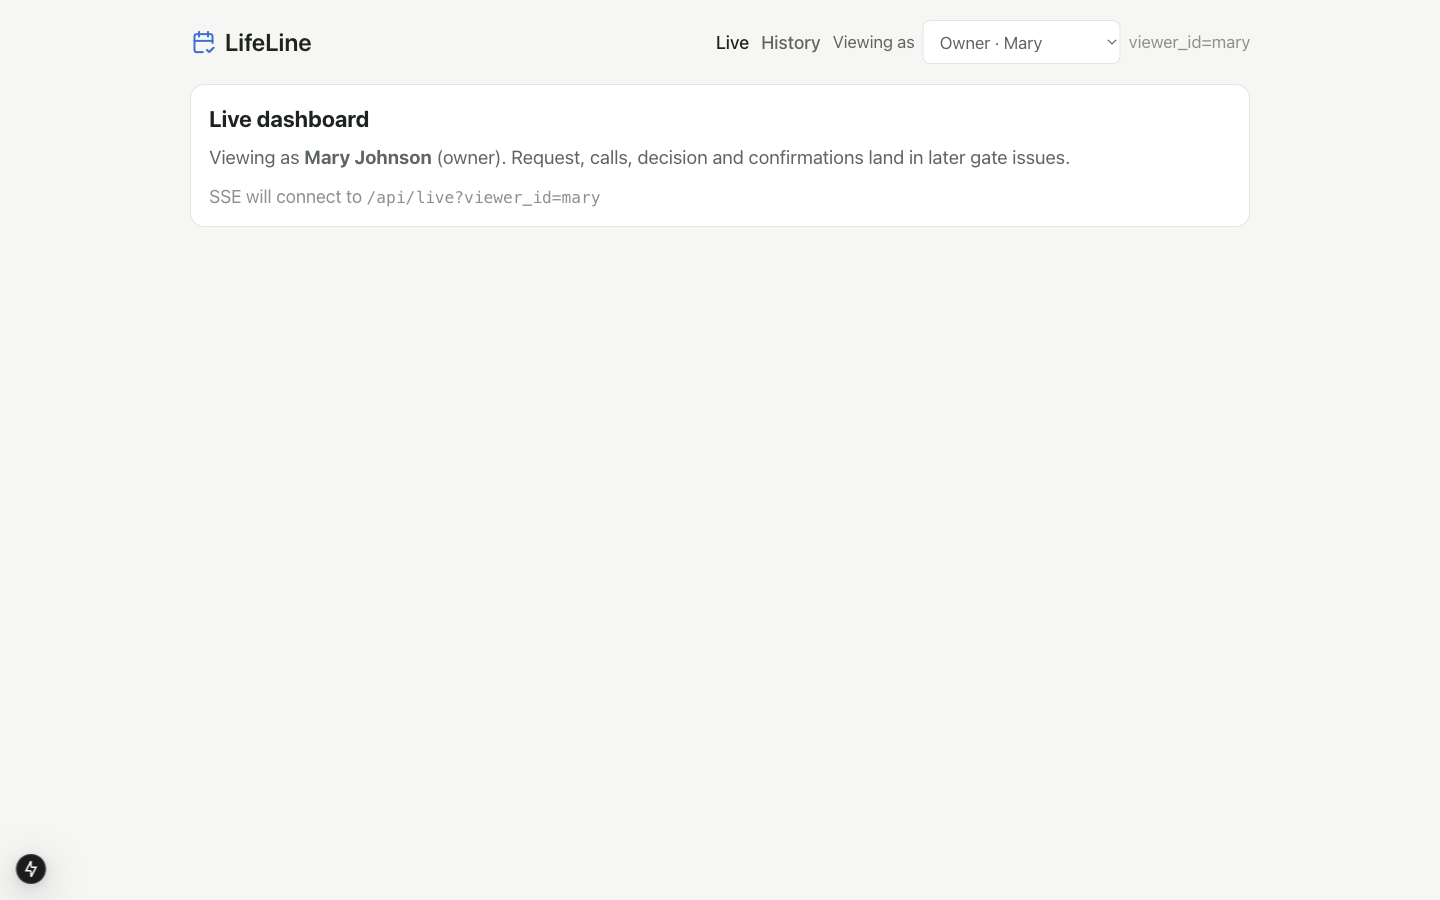 LifeLine
Live History Viewing as Owner · Mary viewer_id=mary
Live dashboard
Viewing as Mary Johnson (owner). Request, calls, decision and confirmations land in later gate issues.
SSE will connect to /api/live?viewer_id=mary